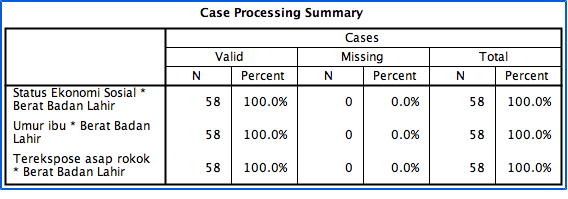 Case Processing Summary
Cases
Valid Missing Total
N Percent N Percent N Percent
Status Ekonomi Sosial *
Berat Badan Lahir 58 100.0% 0 0.0% 58 100.0%
Umur ibu * Berat Badan
Lahir 58 100.0% 0 0.0% 58 100.0%
Terekspose asap rokok
* Berat Badan Lahir 58 100.0% 0 0.0% 58 100.0%